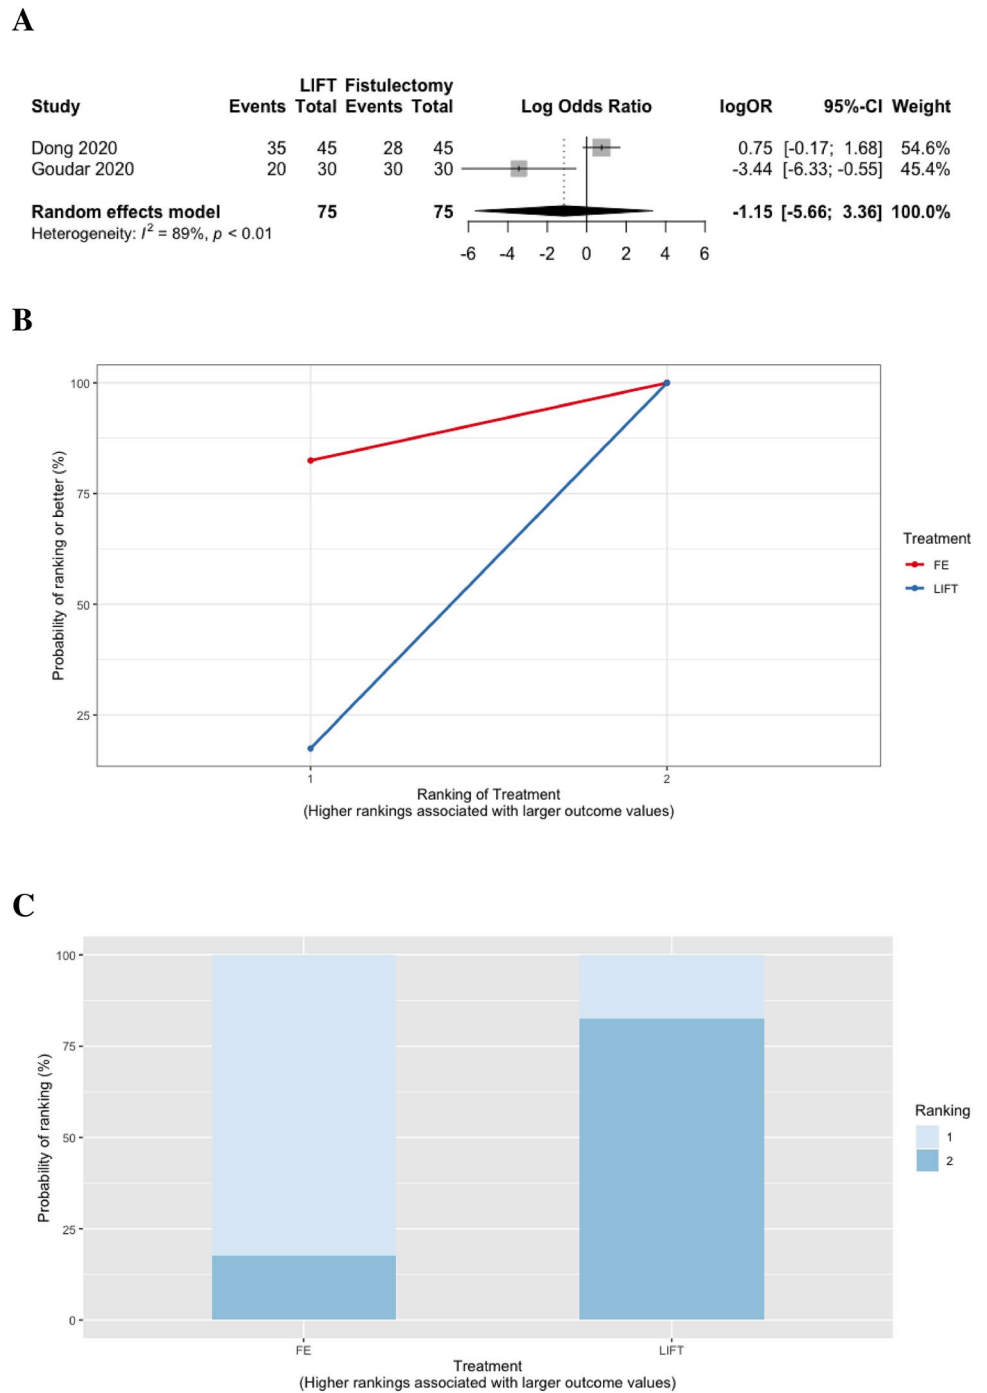 A
LIFT Fistulectomy
Study Events Total Events Total Log Odds Ratio logOR 95%-CI Weight
Dong 2020 35 45 28 45 0.75 [-0.17; 1.68] 54.6%
Goudar 2020 20 30 30 30 -3.44 [-6.33; -0.55] 45.4%
Random effects model 75 75 -1.15 [-5.66; 3.36] 100.0%
Heterogeneity: I² = 89%, p < 0.01
-6 -4 -2 0 2 4 6
B
Probability of ranking or better (%)
100
75
50
25
1 2
Ranking of Treatment
(Higher rankings associated with larger outcome values)
Treatment
FE
LIFT
C
Probability of ranking (%)
100
75
50
25
0
FE LIFT
Treatment
(Higher rankings associated with larger outcome values)
Ranking
1
2